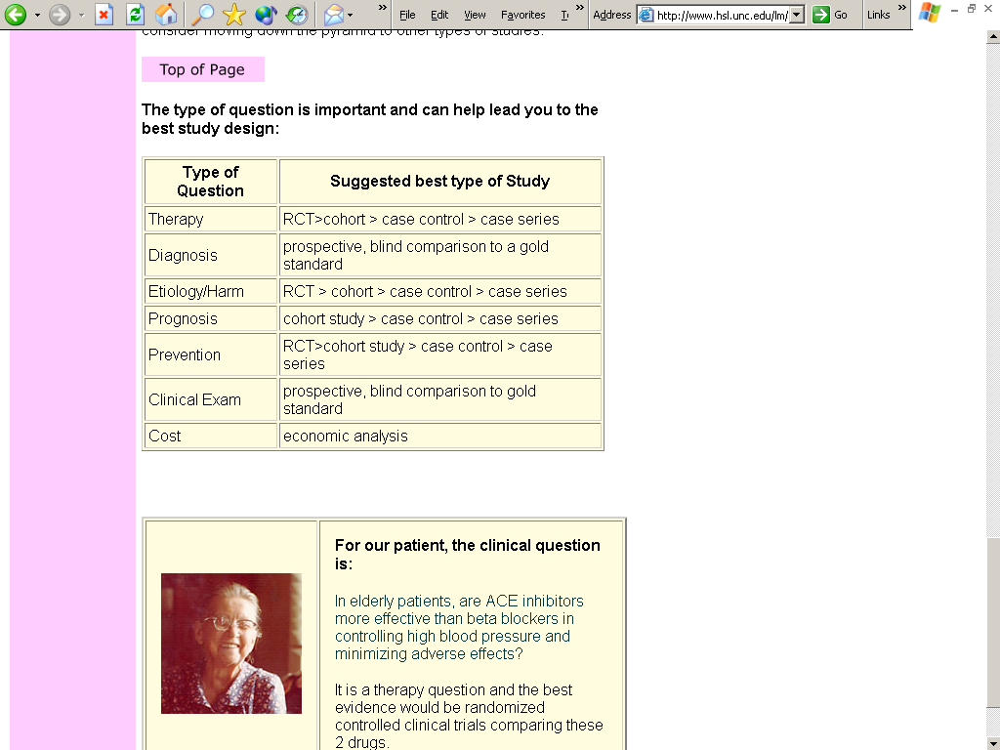 File Edit View Favorites T » Address http://www.hsl.unc.edu/lm/ Go Links »
consider moving down the pyramid to other types of studies.
Top of Page
The type of question is important and can help lead you to the
best study design:
Type of
Question
Suggested best type of Study
Therapy
RCT>cohort > case control > case series
Diagnosis
prospective, blind comparison to a gold
standard
Etiology/Harm
RCT > cohort > case control > case series
Prognosis
cohort study > case control > case series
Prevention
RCT>cohort study > case control > case
series
Clinical Exam
prospective, blind comparison to gold
standard
Cost
economic analysis
For our patient, the clinical question
is:
In elderly patients, are ACE inhibitors
more effective than beta blockers in
controlling high blood pressure and
minimizing adverse effects?
It is a therapy question and the best
evidence would be randomized
controlled clinical trials comparing these
2 drugs.